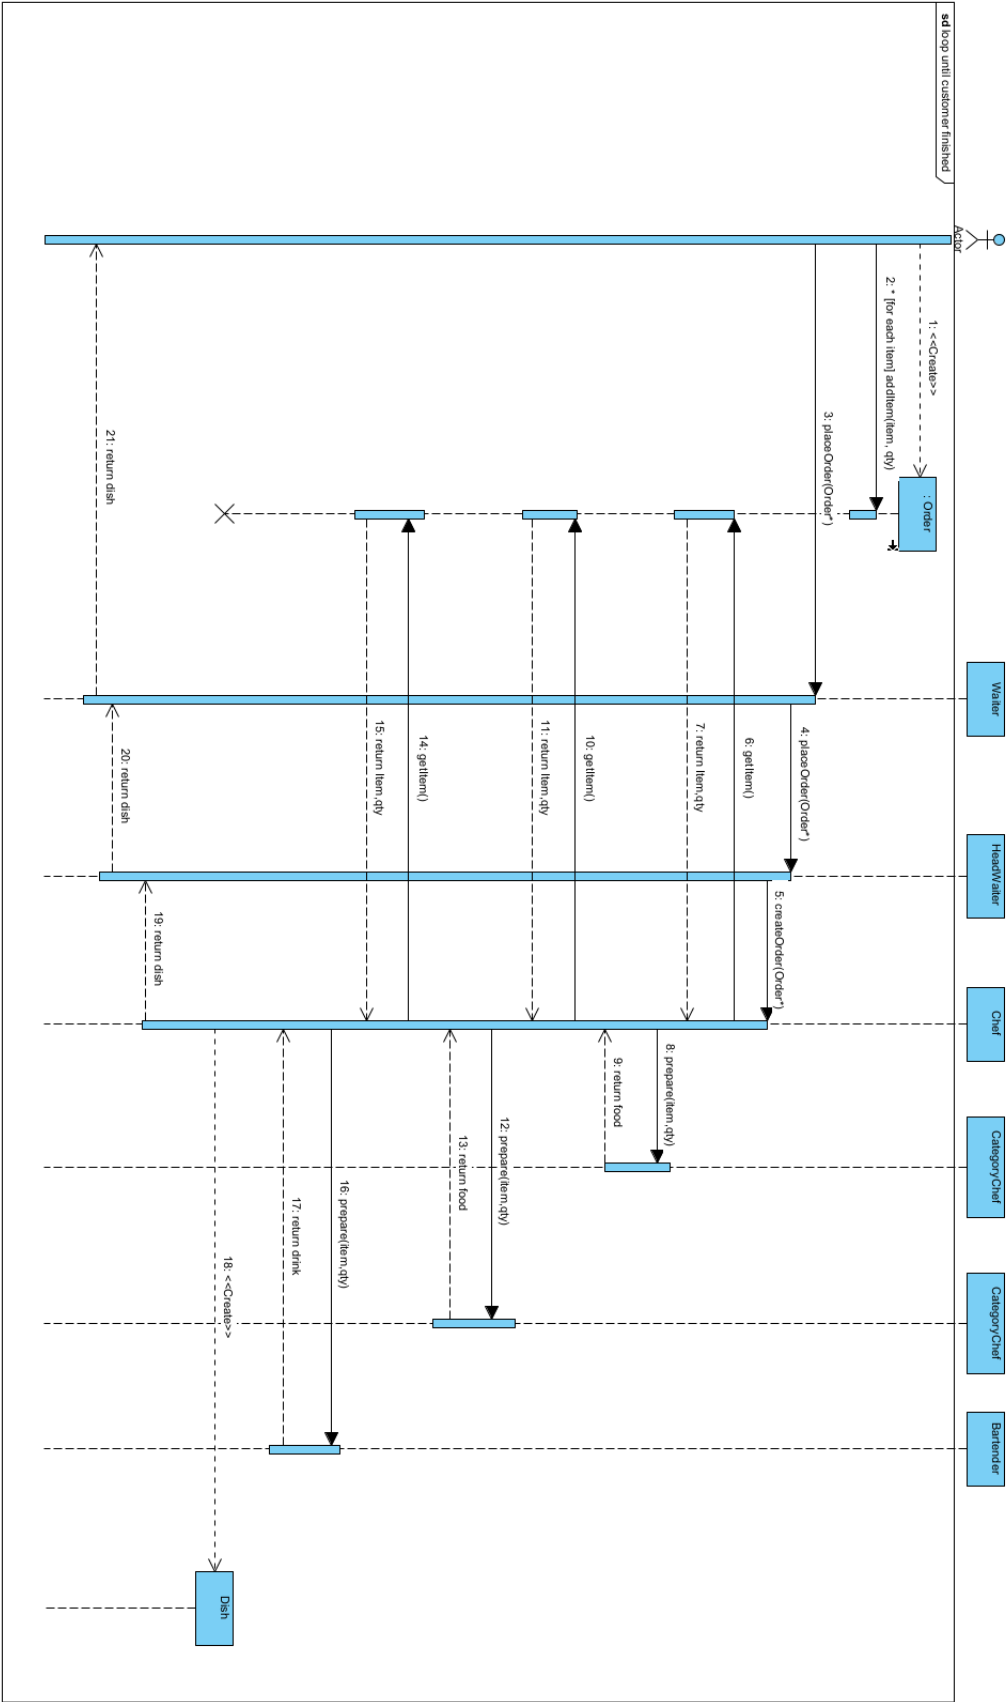 sd loop until customer finished
Actor
Waiter
HeadWaiter
Chef
CategoryChef
CategoryChef
Bartender
1: <<Create>>
: Order
2: * [for each item] addItem(item, qty)
3: placeOrder(Order*)
4: placeOrder(Order*)
5: createOrder(Order*)
6: getItem()
7: return Item,qty
8: prepare(item,qty)
9: return food
10: getItem()
11: return Item,qty
12: prepare(item,qty)
13: return food
14: getItem()
15: return Item,qty
16: prepare(item,qty)
17: return drink
18: <<Create>>
Dish
19: return dish
20: return dish
21: return dish